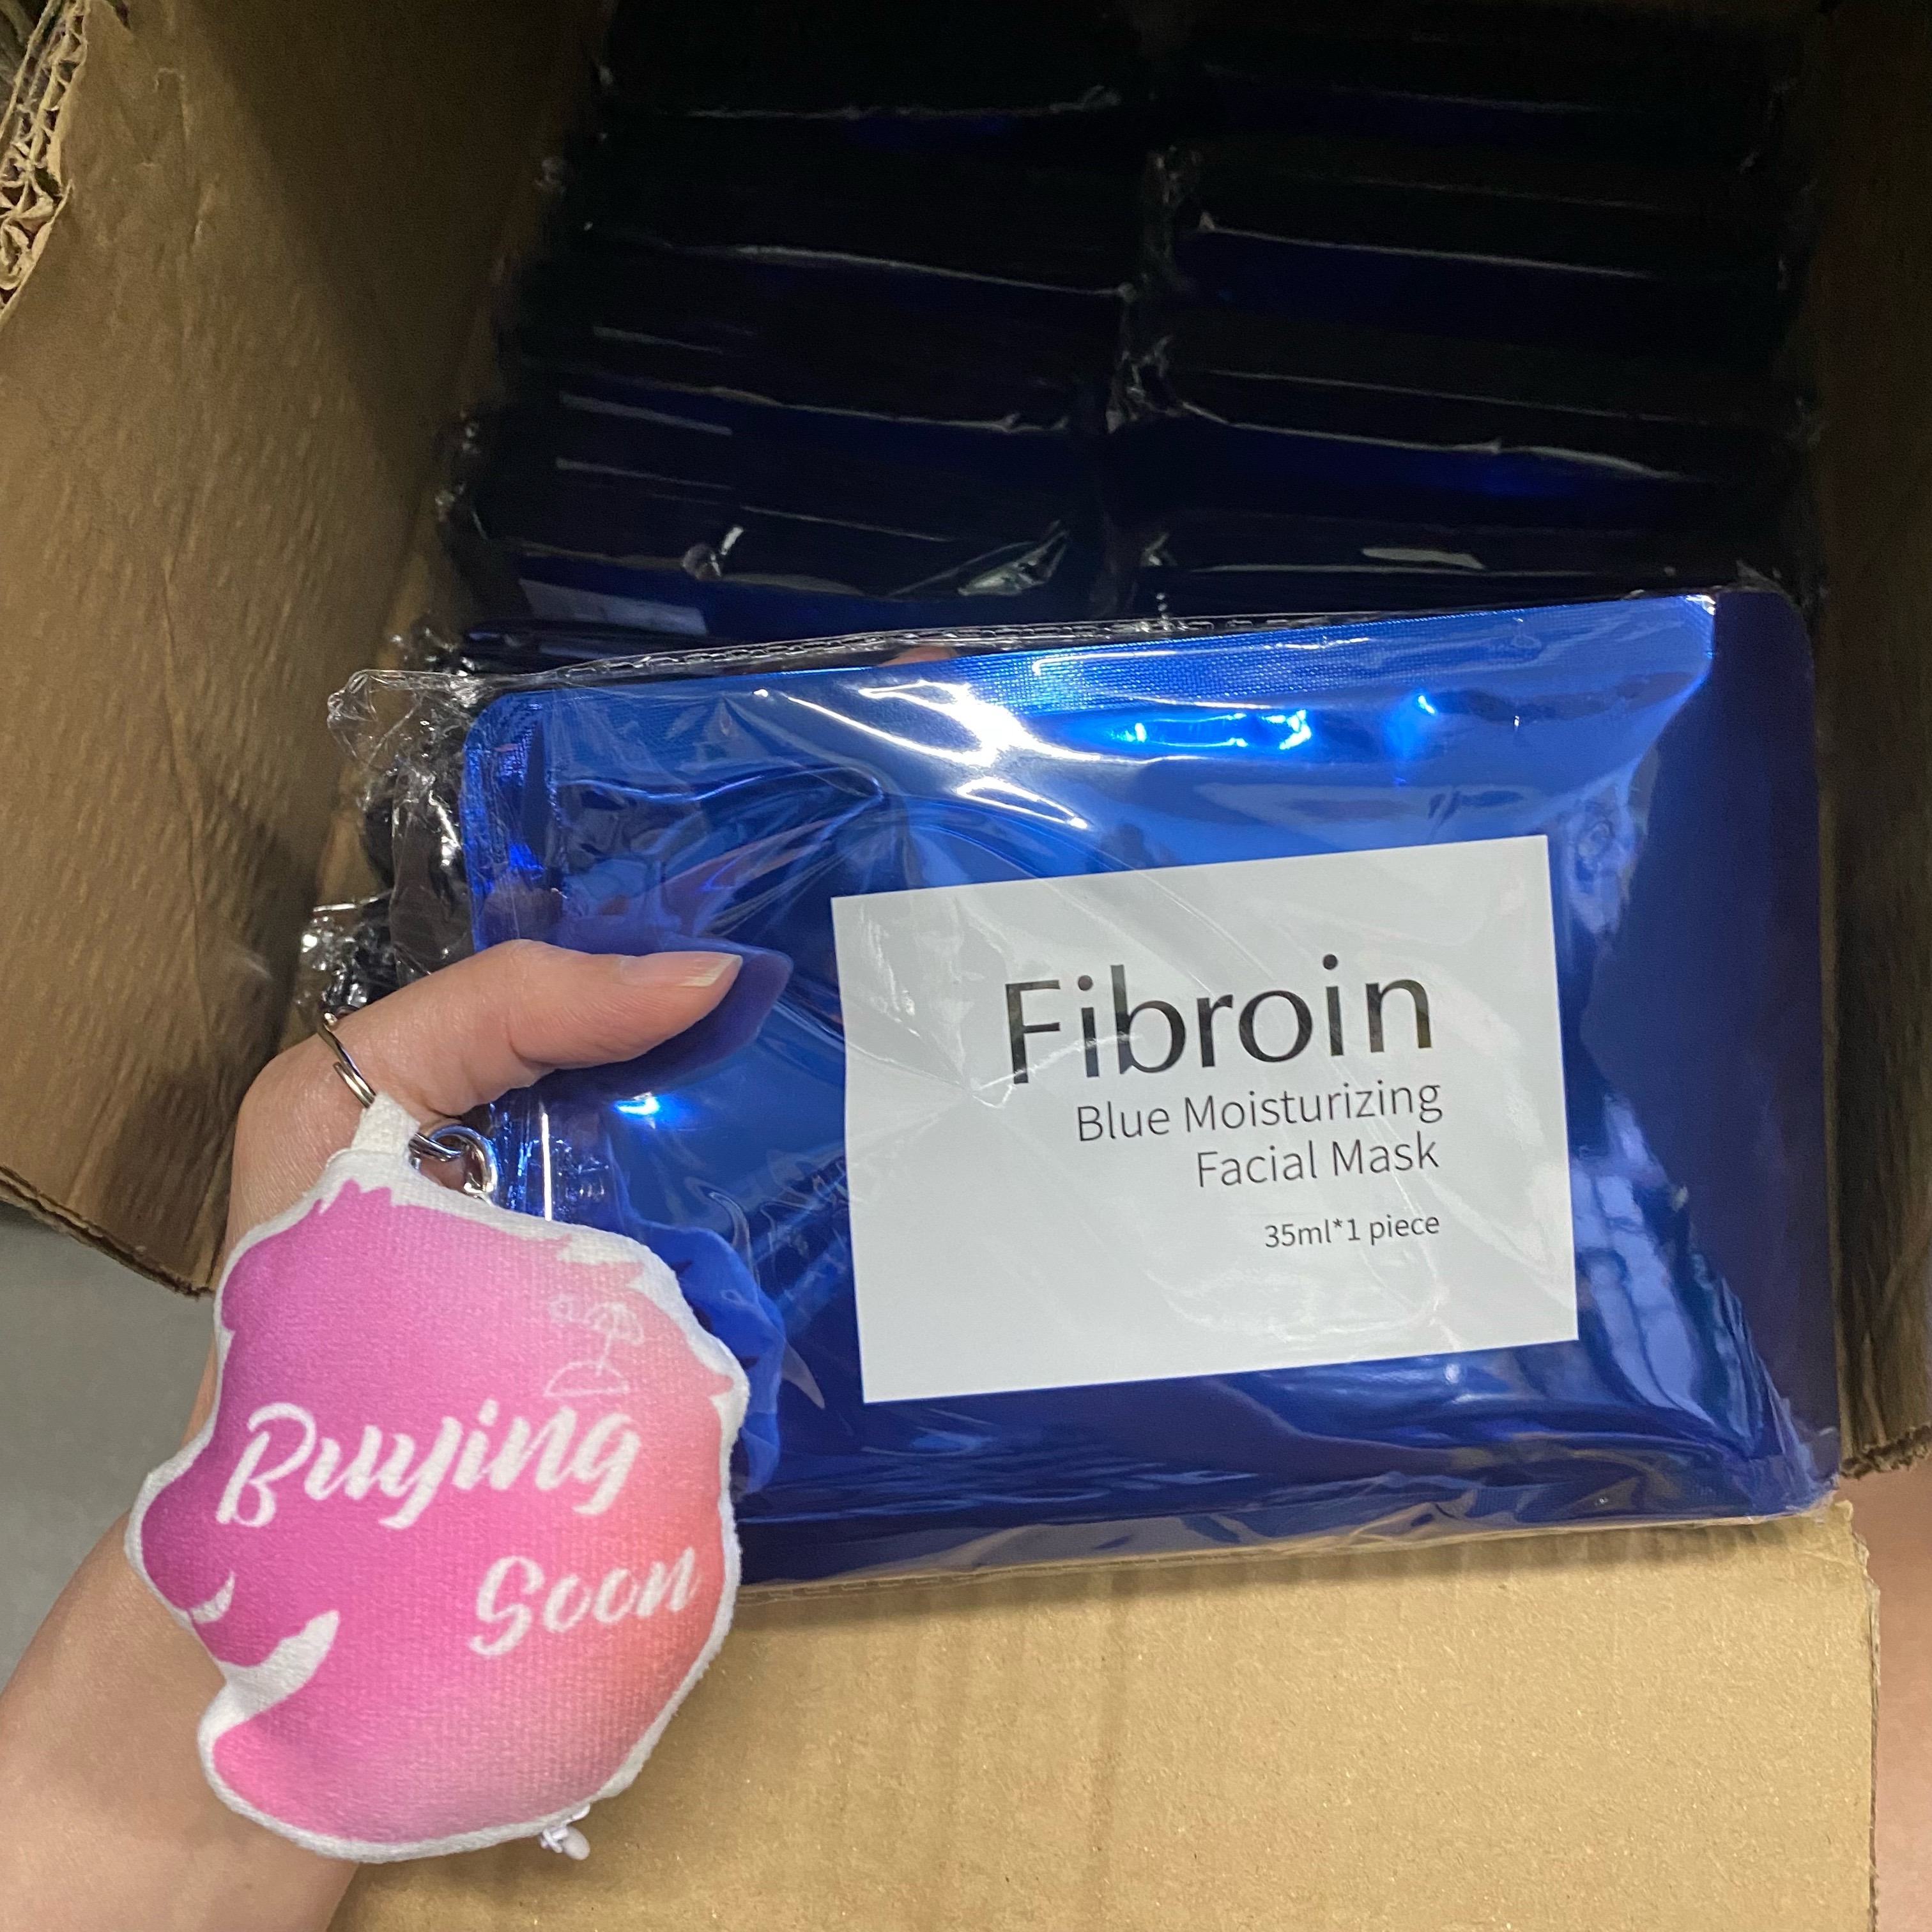 Fibroin
Blue Moisturizing
Facial Mask
35ml*1 piece
Buying
Soon